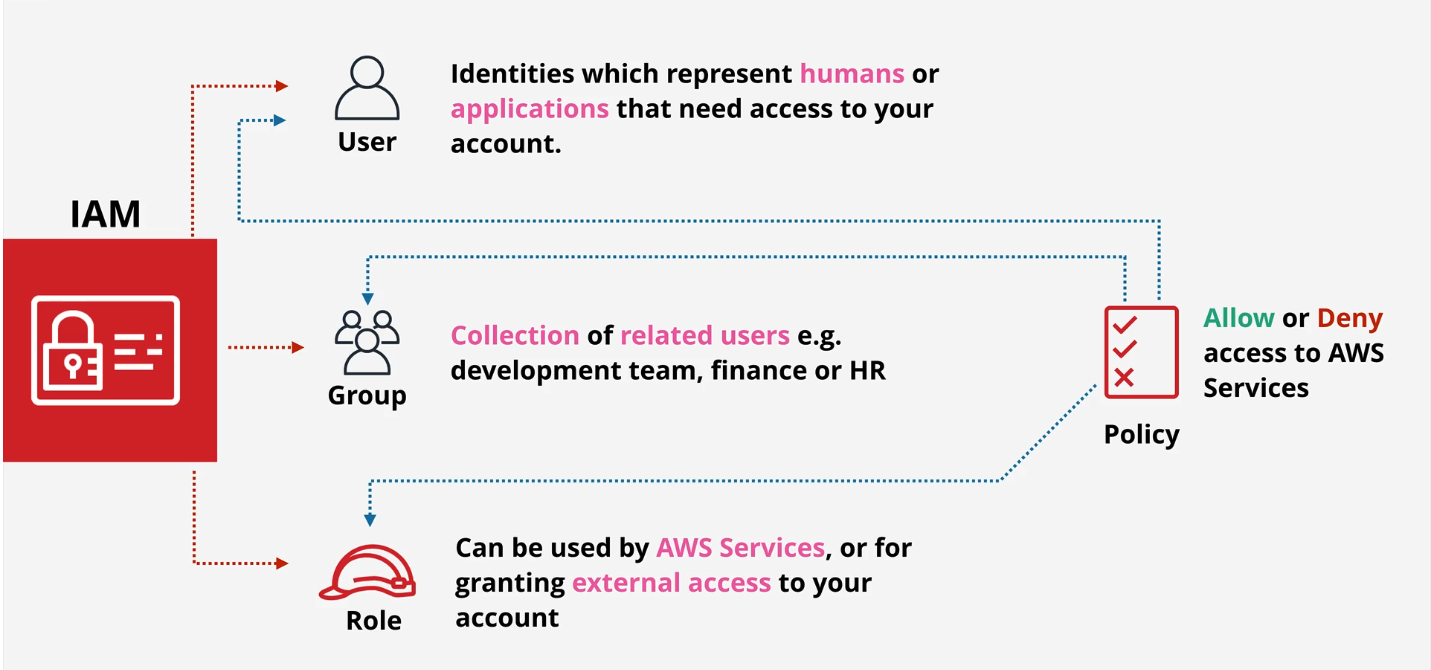 Identities which represent humans or
applications that need access to your
account.
User
IAM
Collection of related users e.g.
development team, finance or HR
Group
Allow or Deny
access to AWS
Services
Policy
Can be used by AWS Services, or for
granting external access to your
account
Role